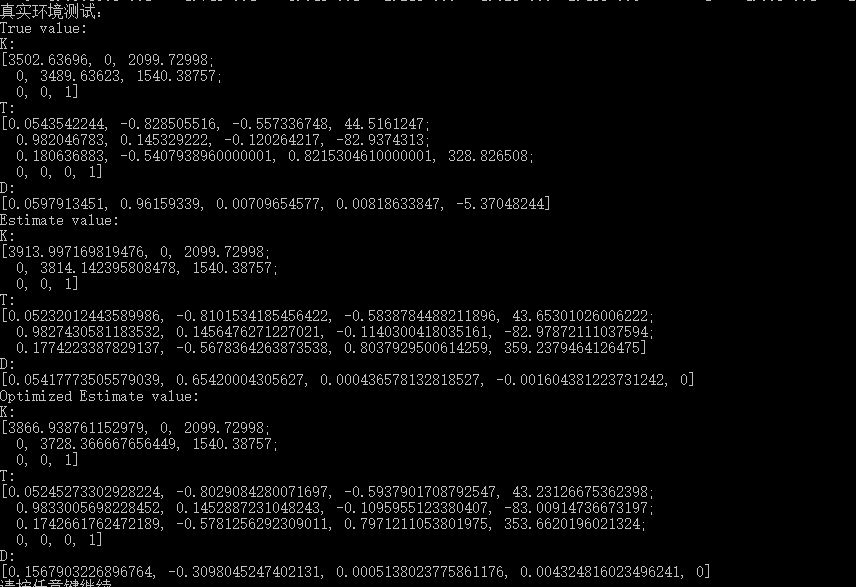 真实环境测试:
True value:
K:
[3502.63696, 0, 2099.72998;
0, 3489.63623, 1540.38757;
0, 0, 1]
T:
[0.0543542244, -0.828505516, -0.557336748, 44.5161247;
0.982046783, 0.145329222, -0.120264217, -82.9374313;
0.180636883, -0.5407938960000001, 0.8215304610000001, 328.826508;
0, 0, 0, 1]
D:
[0.0597913451, 0.96159339, 0.00709654577, 0.00818633847, -5.37048244]
Estimate value:
K:
[3913.997169819476, 0, 2099.72998;
0, 3814.142395808478, 1540.38757;
0, 0, 1]
T:
[0.05232012443589986, -0.8101534185456422, -0.5838784488211896, 43.65301026006222;
0.9827430581183532, 0.1456476271227021, -0.1140300418035161, -82.97872111037594;
0.1774223387829137, -0.5678364263873538, 0.8037929500614259, 359.2379464126475]
D:
[0.05417773505579039, 0.65420004305627, 0.000436578132818527, -0.001604381223731242, 0]
Optimized Estimate value:
K:
[3866.938761152979, 0, 2099.72998;
0, 3728.366667656449, 1540.38757;
0, 0, 1]
T:
[0.05245273302928224, -0.8029084280071697, -0.5937901708792547, 43.23126675362398;
0.9833005698228452, 0.1452887231048243, -0.1095955123380407, -83.00914736673197;
0.1742661762472189, -0.5781256292309011, 0.7971211053801975, 353.6620196021324;
0, 0, 0, 1]
D:
[0.1567903226896764, -0.3098045247402131, 0.0005138023775861176, 0.004324816023496241, 0]
请按任意键继续